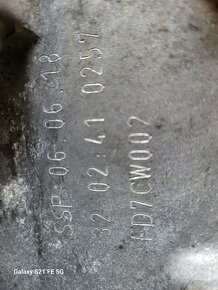 SSP 06.06.18
32 02:41 0257
FD7CW002
Galaxy S21 FE 5G